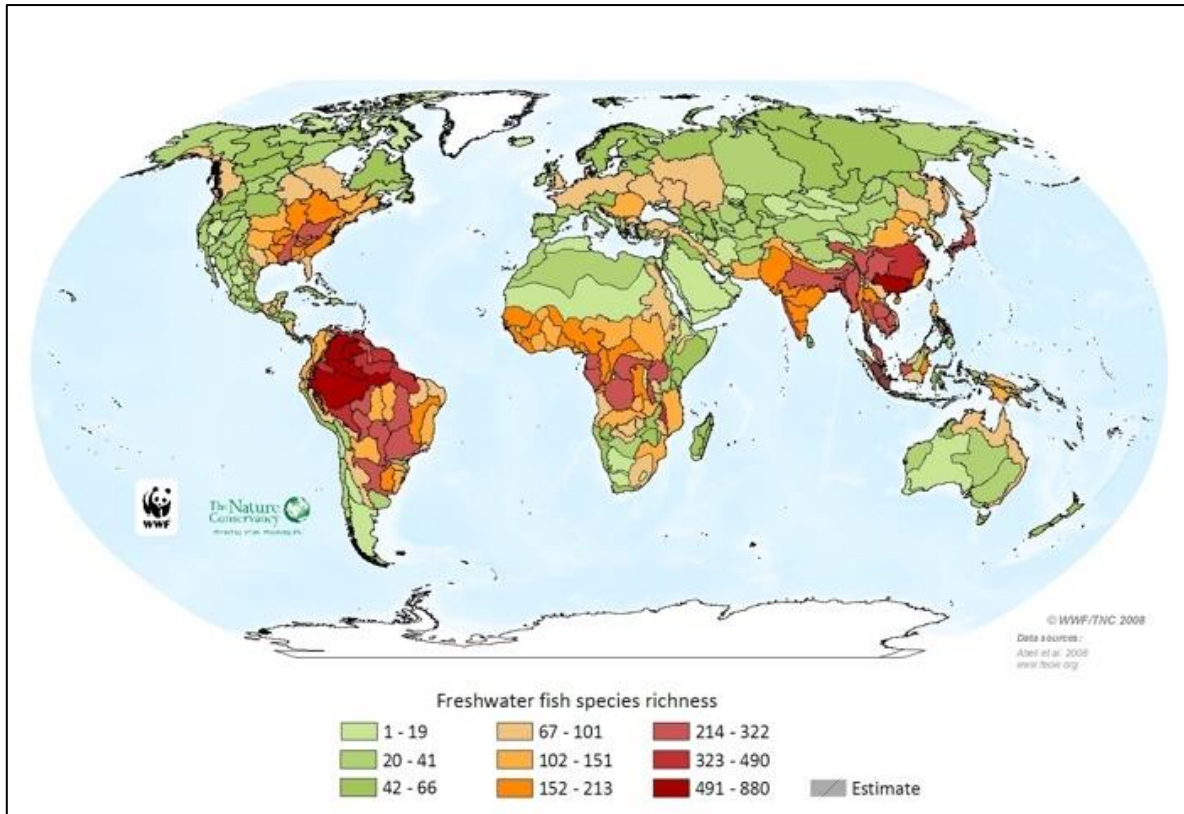 WWF
The Nature
Conservancy
© WWF/TNC 2008
Data sources:
Abell et al. 2008
www.feow.org
Freshwater fish species richness
1 - 19
67 - 101
214 - 322
20 - 41
102 - 151
323 - 490
42 - 66
152 - 213
491 - 880
Estimate